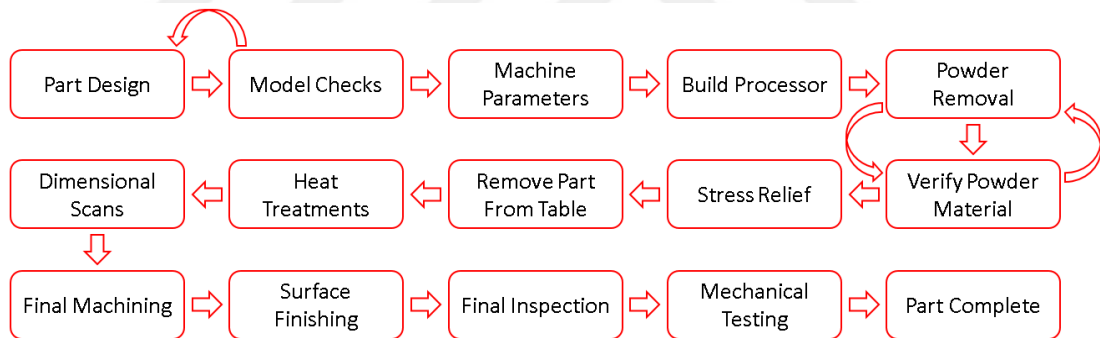 Part Design
Model Checks
Machine
Parameters
Build Processor
Powder
Removal
Dimensional
Scans
Heat
Treatments
Remove Part
From Table
Stress Relief
Verify Powder
Material
Final Machining
Surface
Finishing
Final Inspection
Mechanical
Testing
Part Complete